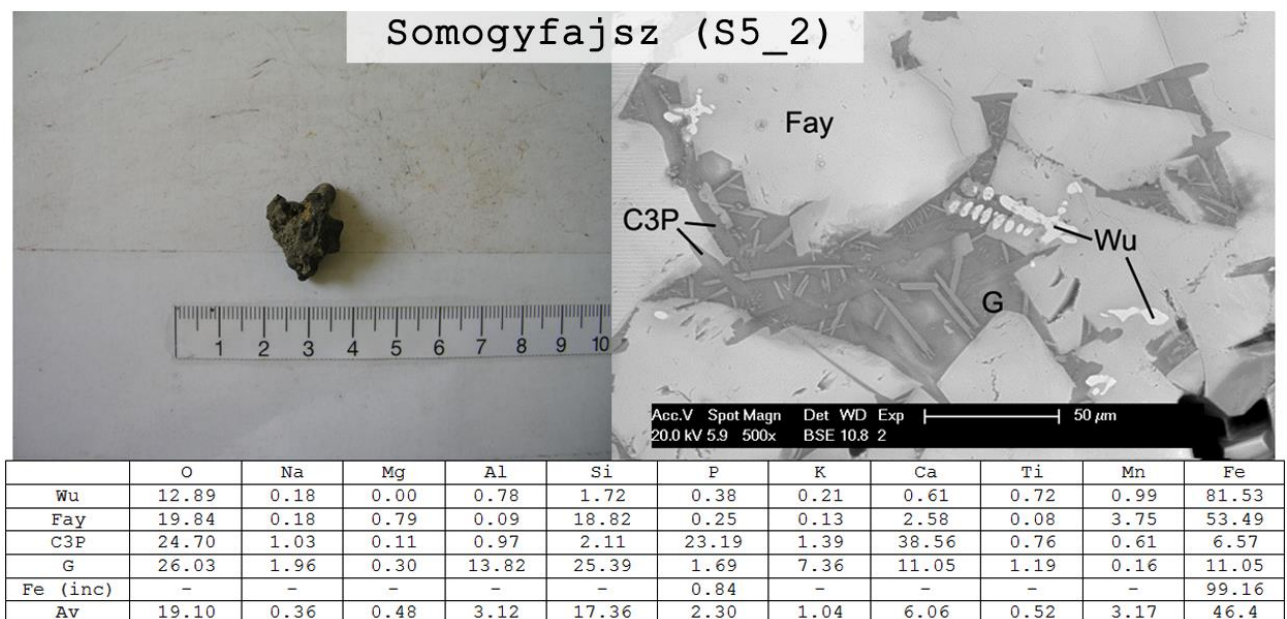 Somogyfajsz (S5_2)
Fay
C3P
Wu
G
1 2 3 4 5 6 7 8 9 10
Acc.V Spot Magn Det WD Exp 50 µm
20.0 kV 5.9 500x BSE 10.8 2
O Na Mg Al Si P K Ca Ti Mn Fe
Wu 12.89 0.18 0.00 0.78 1.72 0.38 0.21 0.61 0.72 0.99 81.53
Fay 19.84 0.18 0.79 0.09 18.82 0.25 0.13 2.58 0.08 3.75 53.49
C3P 24.70 1.03 0.11 0.97 2.11 23.19 1.39 38.56 0.76 0.61 6.57
G 26.03 1.96 0.30 13.82 25.39 1.69 7.36 11.05 1.19 0.16 11.05
Fe (inc) - - - - - 0.84 - - - - 99.16
Av 19.10 0.36 0.48 3.12 17.36 2.30 1.04 6.06 0.52 3.17 46.4